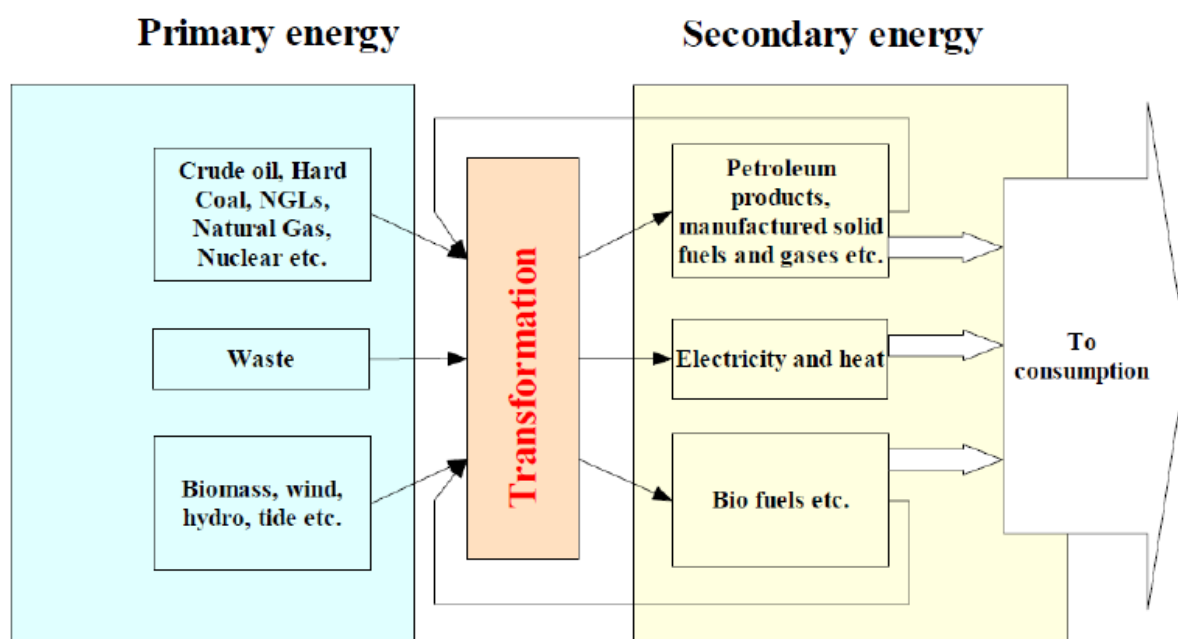 Primary energy
Secondary energy
Crude oil, Hard
Coal, NGLs,
Natural Gas,
Nuclear etc.
Waste
Biomass, wind,
hydro, tide etc.
Transformation
Petroleum
products,
manufactured solid
fuels and gases etc.
Electricity and heat
Bio fuels etc.
To
consumption